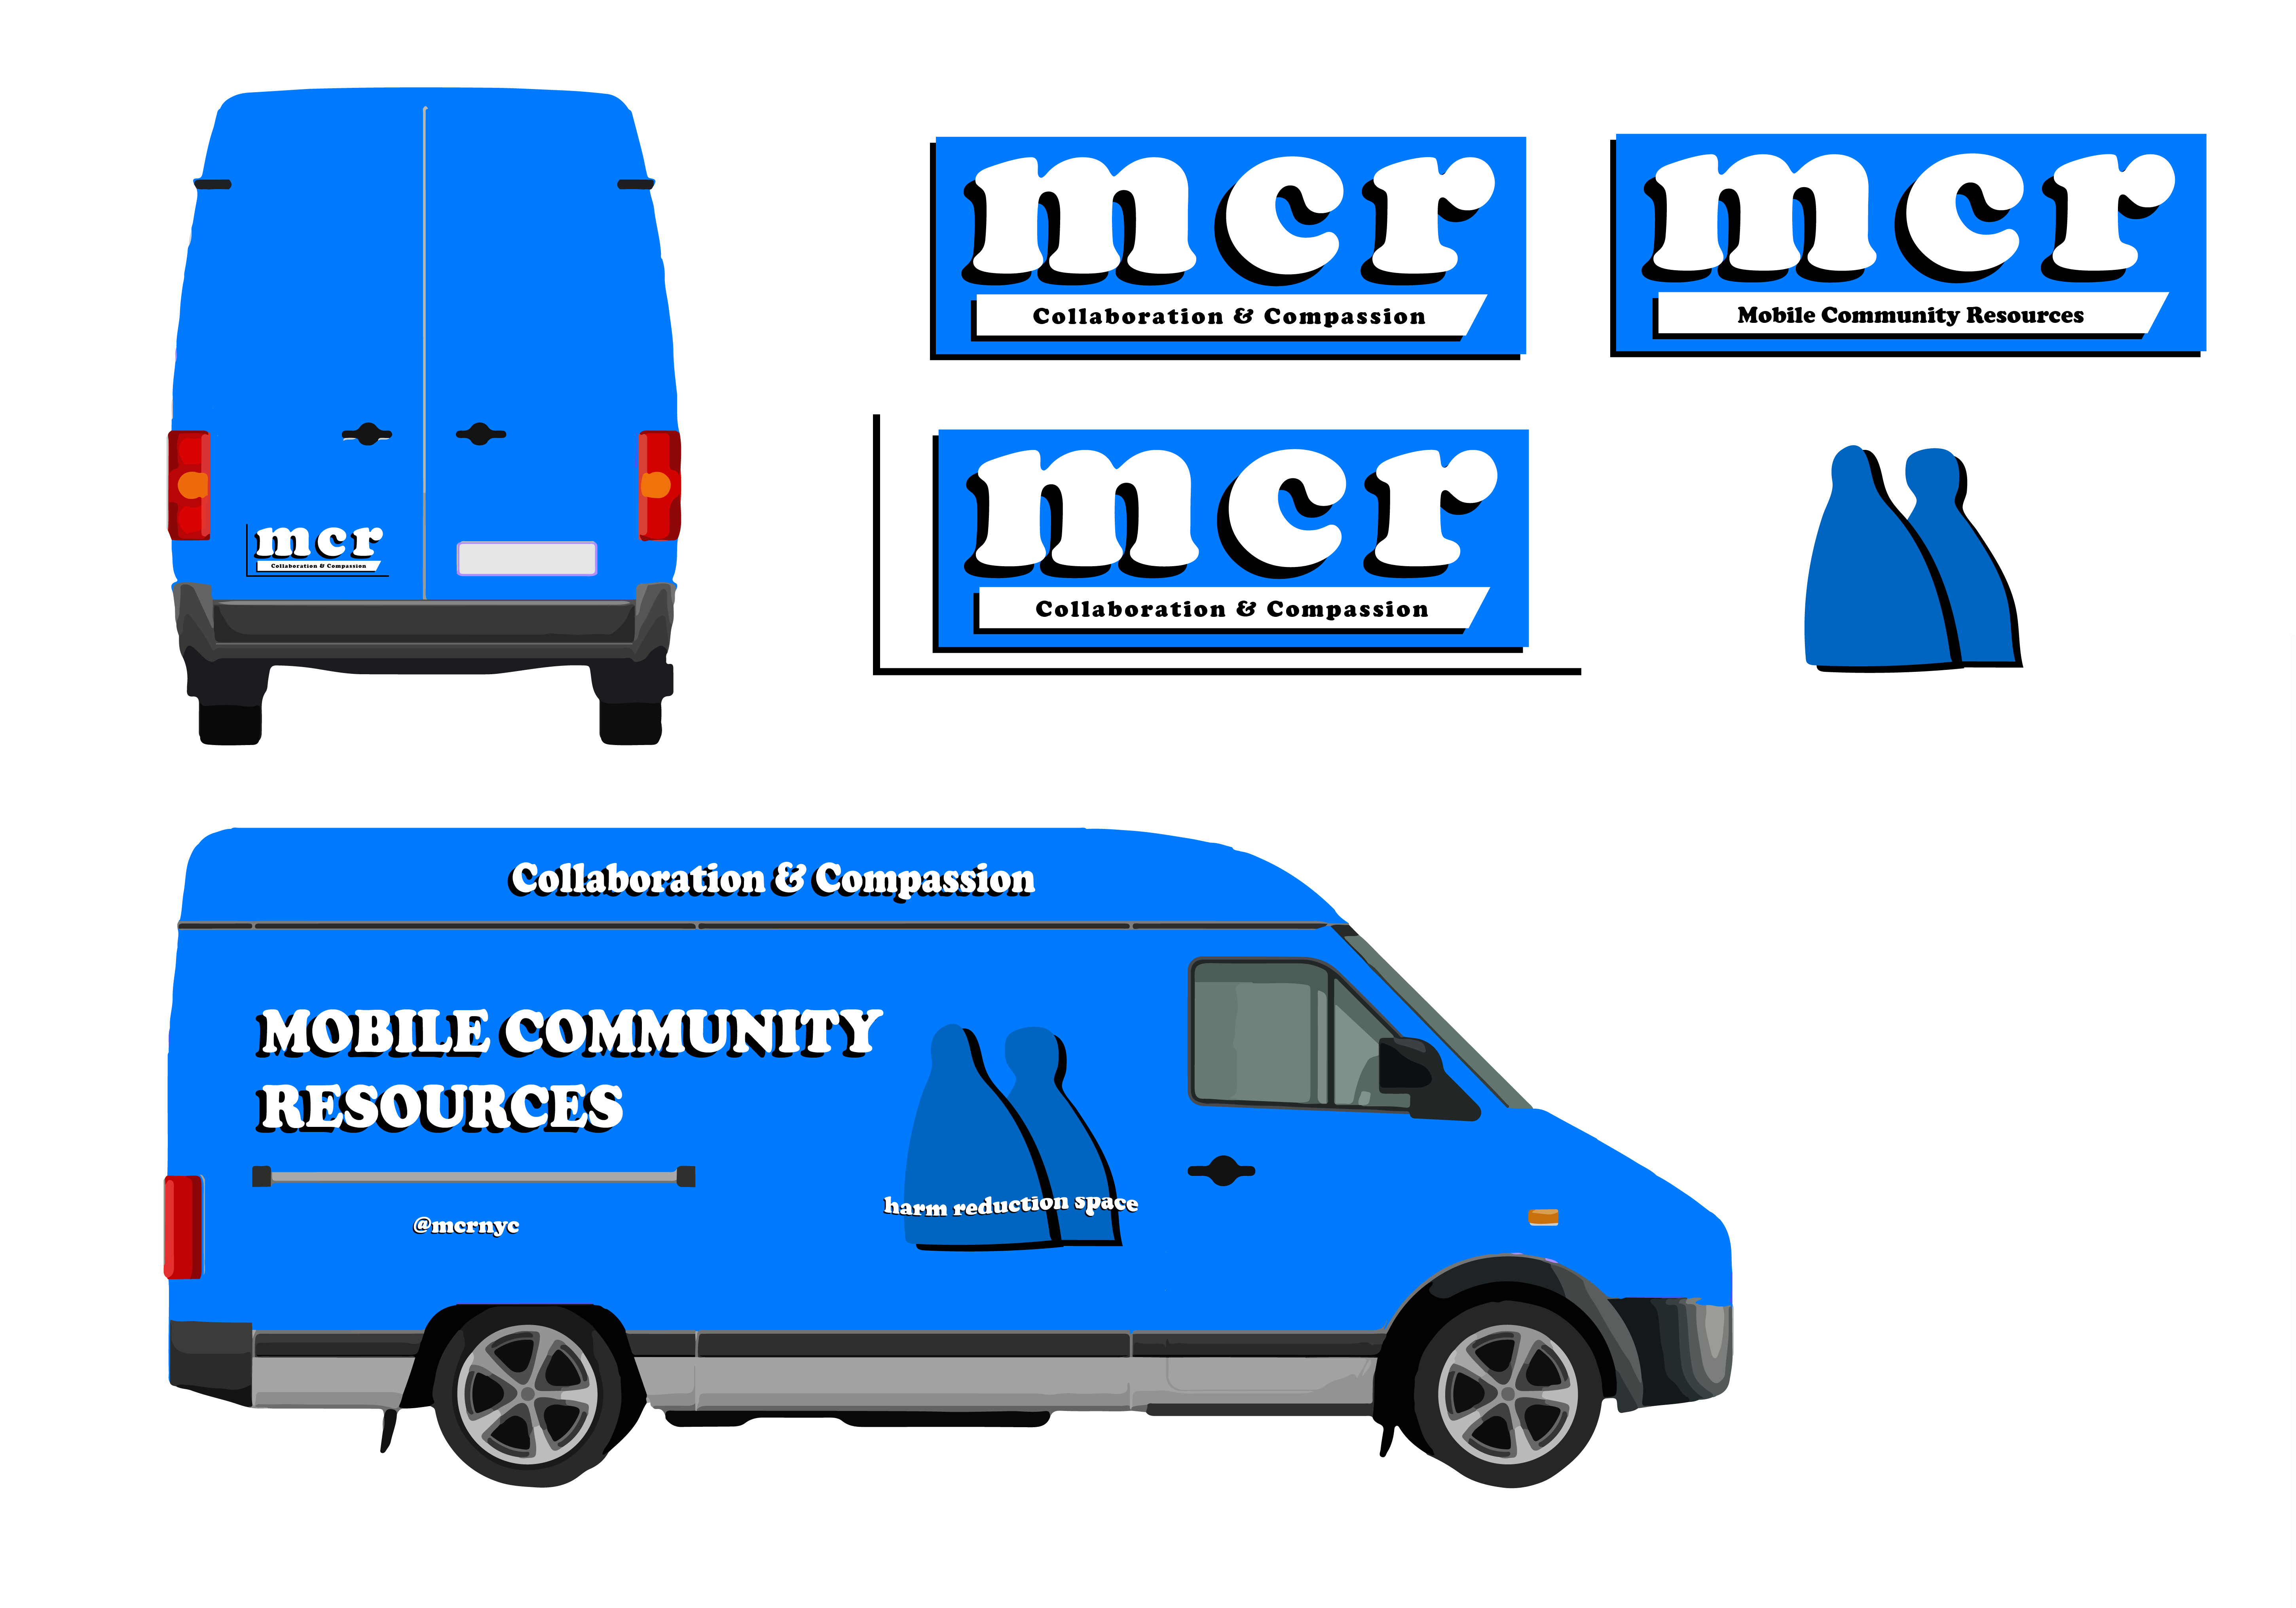 mcr
Collaboration & Compassion
mcr
Mobile Community Resources
mcr
Collaboration & Compassion
mcr
Collaboration & Compassion
Collaboration & Compassion
MOBILE COMMUNITY
RESOURCES
harm reduction space
@mcrnyc